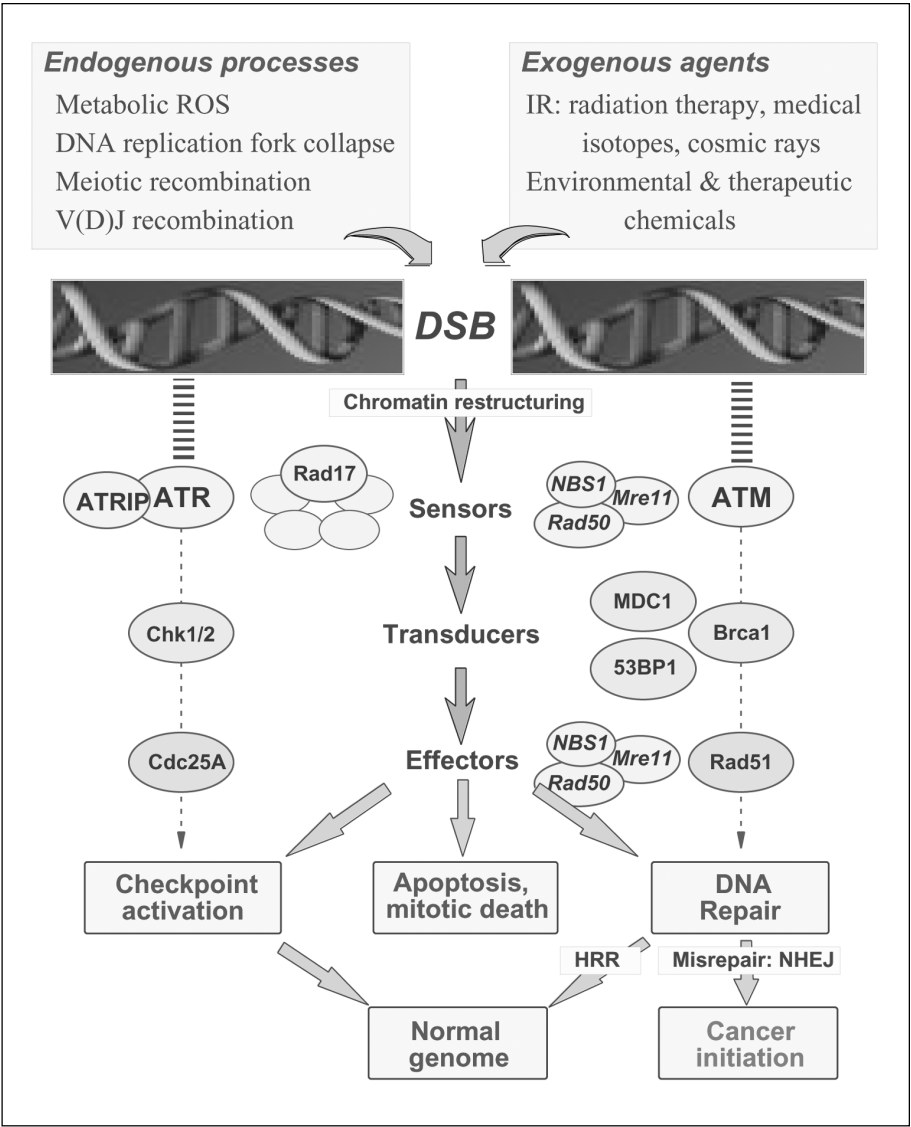 Endogenous processes
Metabolic ROS
DNA replication fork collapse
Meiotic recombination
V(D)J recombination
Exogenous agents
IR: radiation therapy, medical
isotopes, cosmic rays
Environmental & therapeutic
chemicals
DSB
Chromatin restructuring
ATRIP
ATR
Rad17
Sensors
NBS1
Mre11
Rad50
ATM
Chk1/2
Transducers
MDC1
53BP1
Brca1
Cdc25A
Effectors
NBS1
Mre11
Rad50
Rad51
Checkpoint
activation
Apoptosis,
mitotic death
DNA
Repair
HRR
Misrepair: NHEJ
Normal
genome
Cancer
initiation